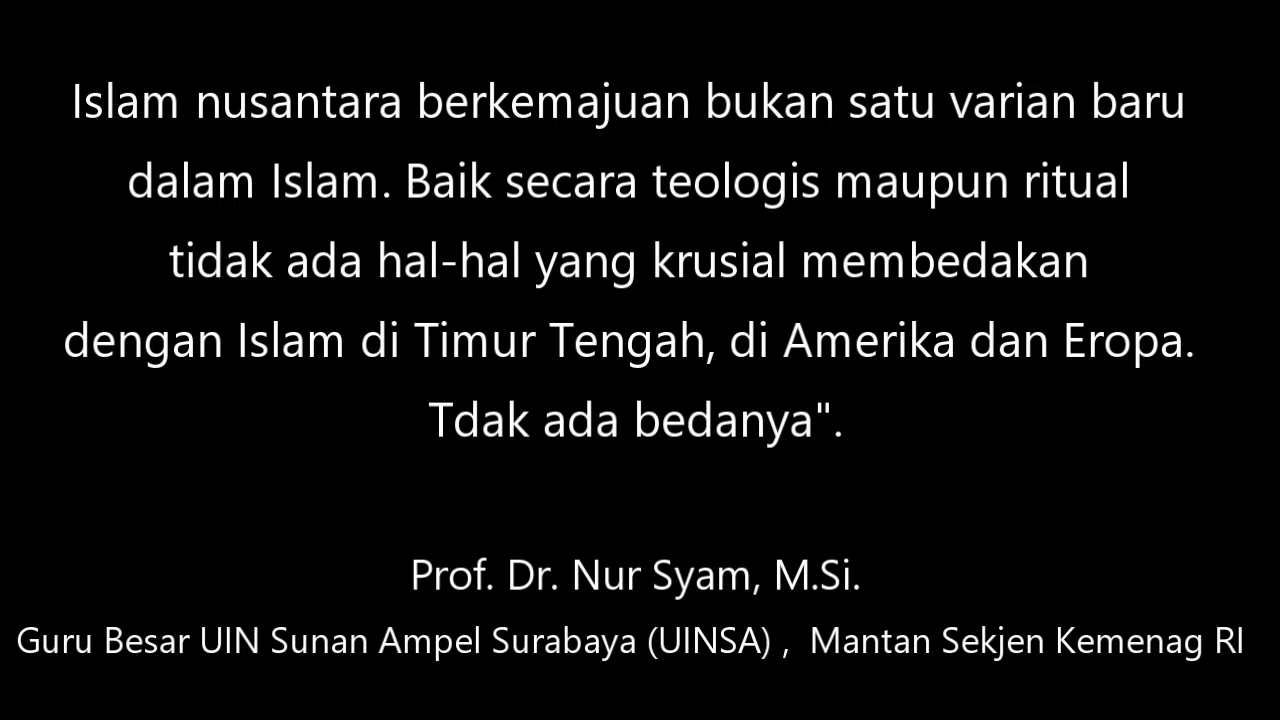 Islam nusantara berkemajuan bukan satu varian baru
dalam Islam. Baik secara teologis maupun ritual
tidak ada hal-hal yang krusial membedakan
dengan Islam di Timur Tengah, di Amerika dan Eropa.
Tdak ada bedanya".
Prof. Dr. Nur Syam, M.Si.
Guru Besar UIN Sunan Ampel Surabaya (UINSA) ,  Mantan Sekjen Kemenag RI